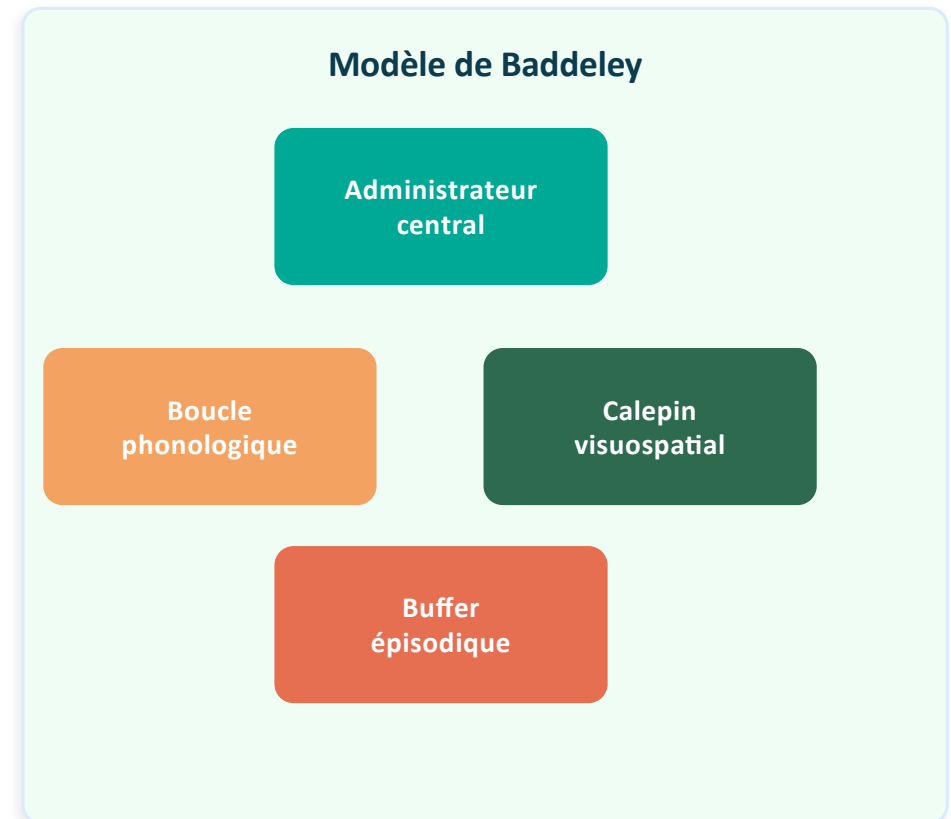 Modèle de Baddeley
Administrateur
central
Boucle
phonologique
Calepin
visuospatial
Buffer
épisodique